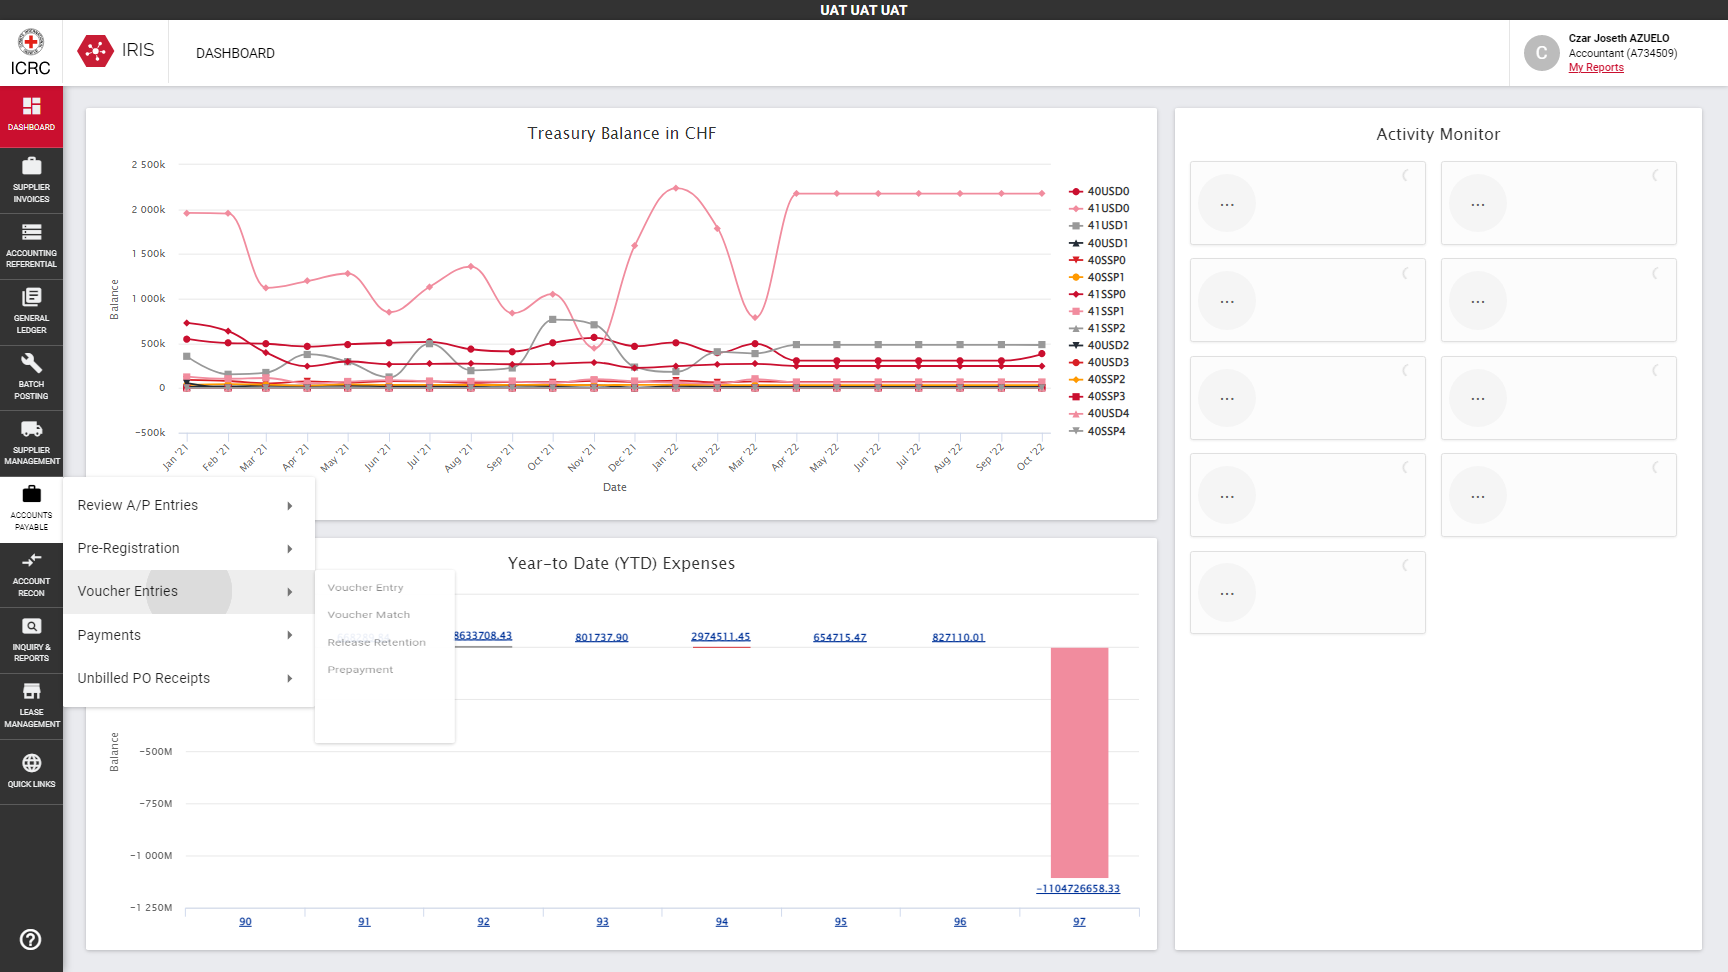 UAT UAT UAT
ICRC
IRIS
DASHBOARD
C
Czar Joseth AZUELO
Accountant (A734509)
My Reports
DASHBOARD
SUPPLIER
INVOICES
ACCOUNTING
REFERENTIAL
GENERAL
LEDGER
BATCH
POSTING
SUPPLIER
MANAGEMENT
ACCOUNTS
PAYABLE
ACCOUNT
RECON
INQUIRY &
REPORTS
LEASE
MANAGEMENT
QUICK LINKS
Treasury Balance in CHF
Balance
2 500k
2 000k
1 500k
1 000k
500k
0
-500k
Jan '21
Feb '21
Mar '21
Apr '21
May '21
Jun '21
Jul '21
Aug '21
Sep '21
Oct '21
Nov '21
Dec '21
Jan '22
Feb '22
Mar '22
Apr '22
May '22
Jun '22
Jul '22
Aug '22
Sep '22
Oct '22
Date
40USD0
41USD0
41USD1
40USD1
40SSP0
40SSP1
41SSP0
41SSP1
41SSP2
40USD2
40USD3
40SSP2
40SSP3
40USD4
40SSP4
Review A/P Entries
Pre-Registration
Voucher Entries
Payments
Unbilled PO Receipts
Voucher Entry
Voucher Match
Release Retention
Prepayment
Year-to Date (YTD) Expenses
8633708.43
801737.90
2974511.45
654715.47
827110.01
-1104726658.33
Balance
-500M
-750M
-1 000M
-1 250M
90
91
92
93
94
95
96
97
Activity Monitor
...
...
...
...
...
...
...
...
...